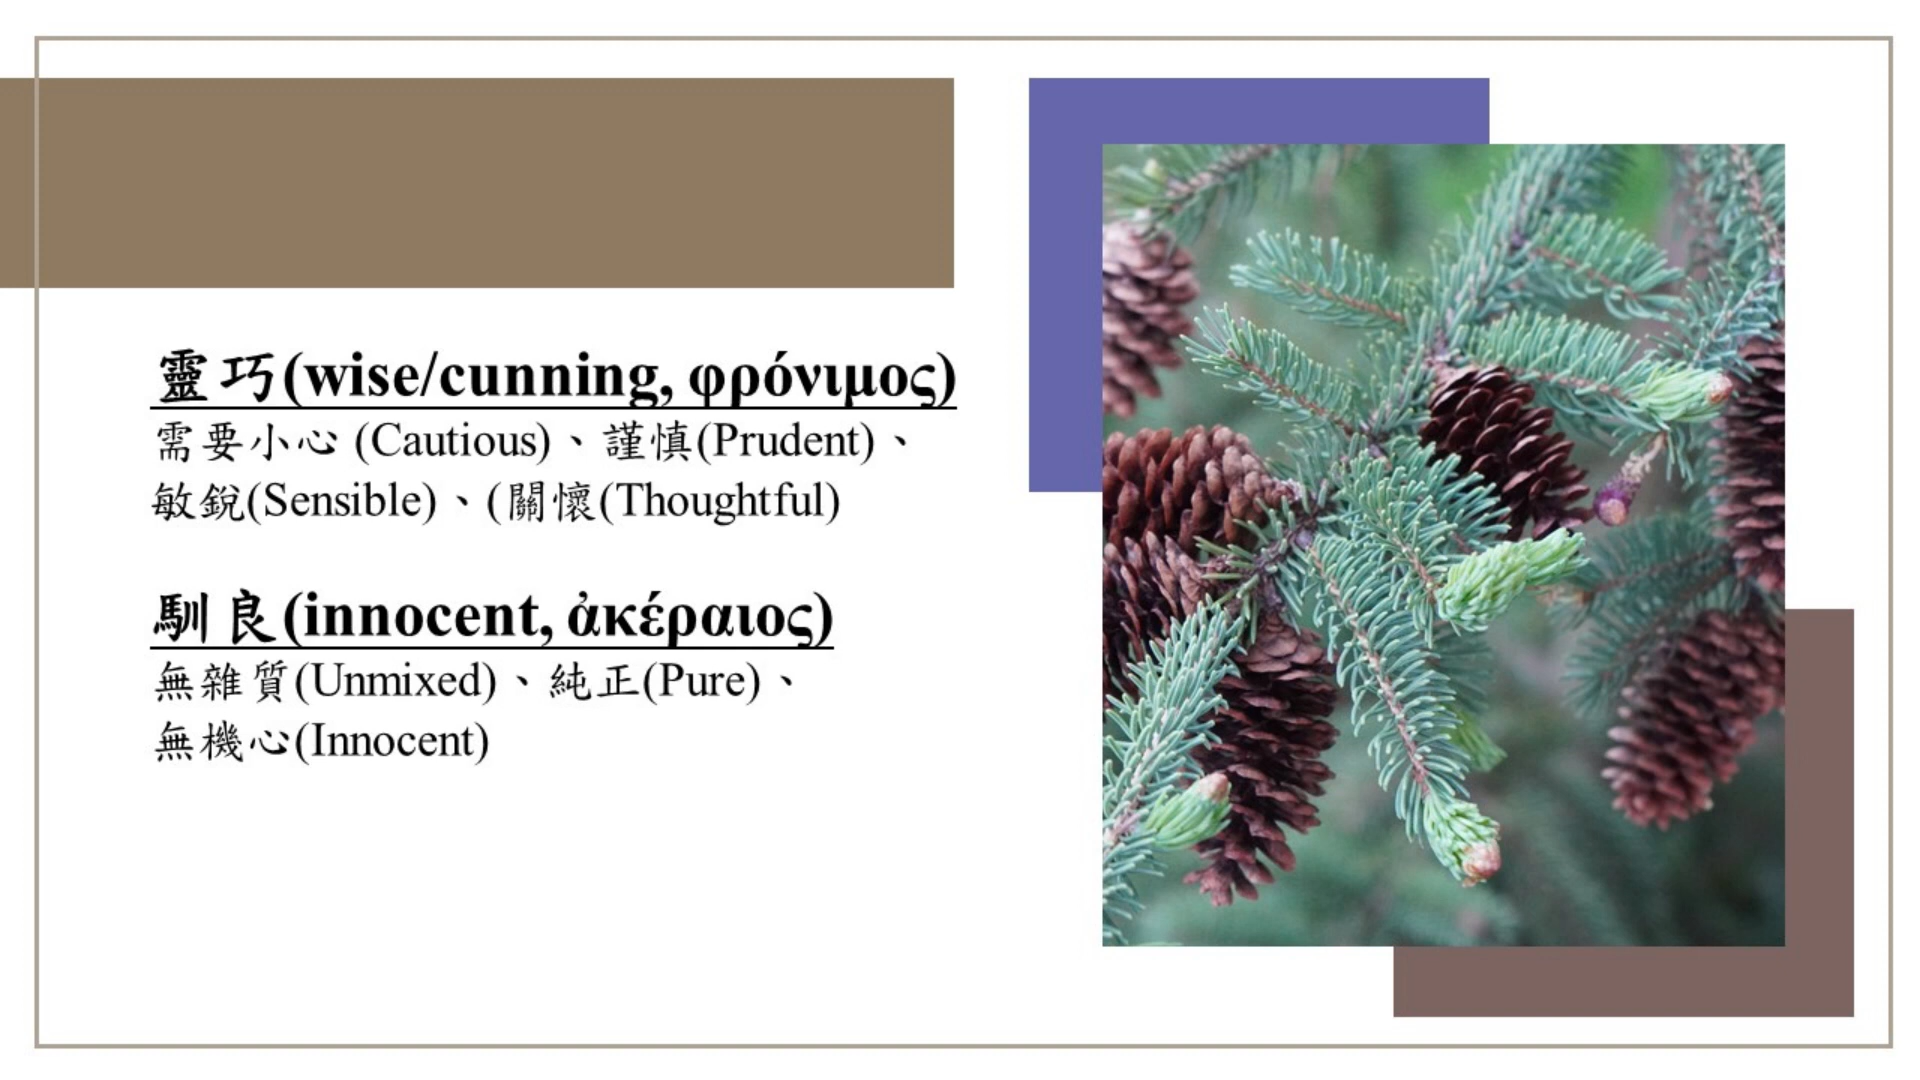 靈巧(wise/cunning, φρόνιμος)
需要小心 (Cautious)、謹慎(Prudent)、
敏銳(Sensible)、(關懷(Thoughtful)
馴良(innocent, ἀκέραιος)
無雜質(Unmixed)、純正(Pure)、
無機心(Innocent)